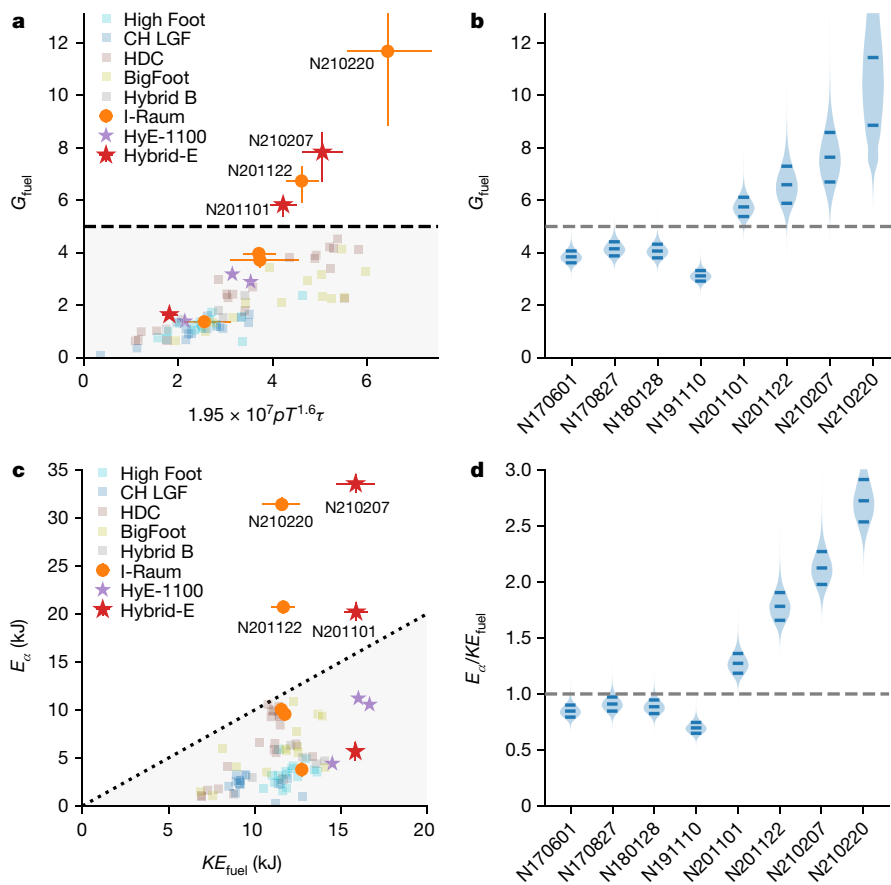 a
12
10
8
6
4
2
0
G_fuel
High Foot
CH LGF
HDC
BigFoot
Hybrid B
I-Raum
HyE-1100
Hybrid-E
N210220
N210207
N201122
N201101
0 2 4 6
1.95 × 10^7pT^1.6τ
b
12
10
8
6
4
2
0
G_fuel
N170601 N170827 N180128 N191110 N201101 N201122 N210207 N210220
c
35
30
25
20
15
10
5
0
E_α (kJ)
High Foot
CH LGF
HDC
BigFoot
Hybrid B
I-Raum
HyE-1100
Hybrid-E
N210220
N210207
N201122
N201101
0 5 10 15 20
KE_fuel (kJ)
d
3.0
2.5
2.0
1.5
1.0
0.5
0
E_α/KE_fuel
N170601 N170827 N180128 N191110 N201101 N201122 N210207 N210220